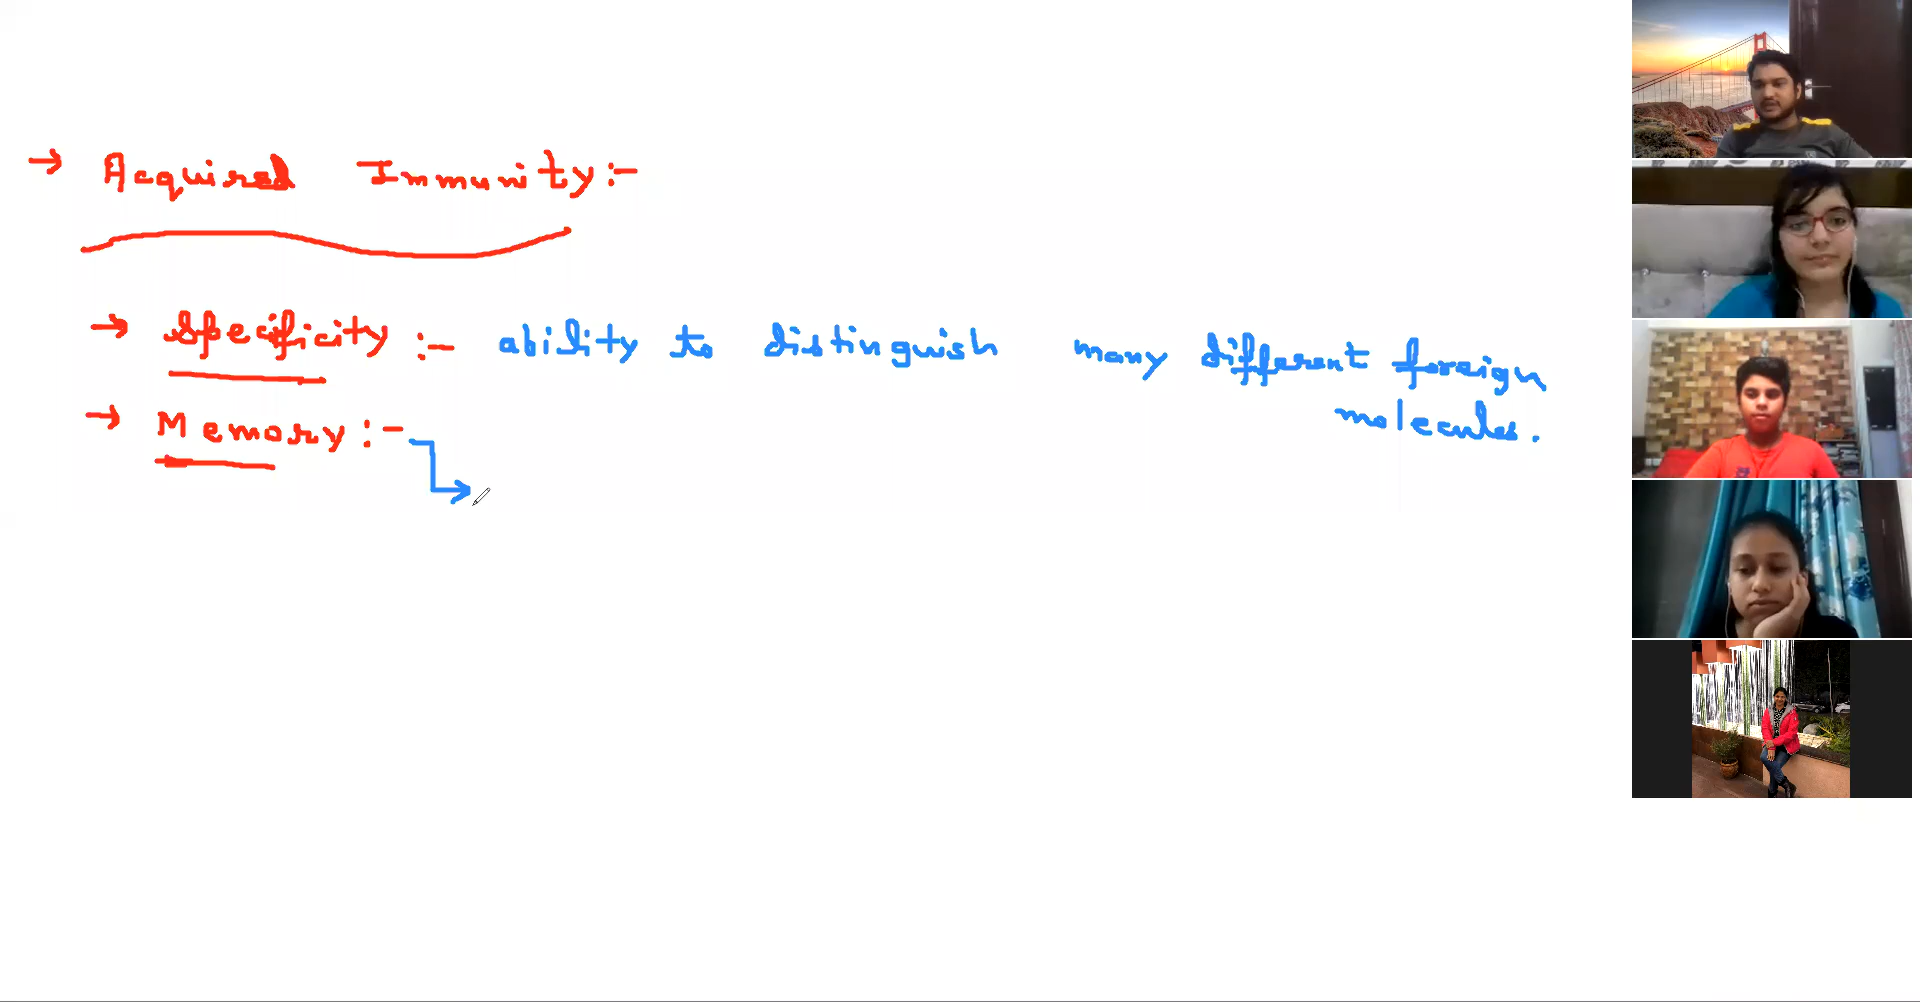 → Acquired Immunity:-
→ Specificity :- ability to distinguish many different foreign
molecules.
→ Memory :-